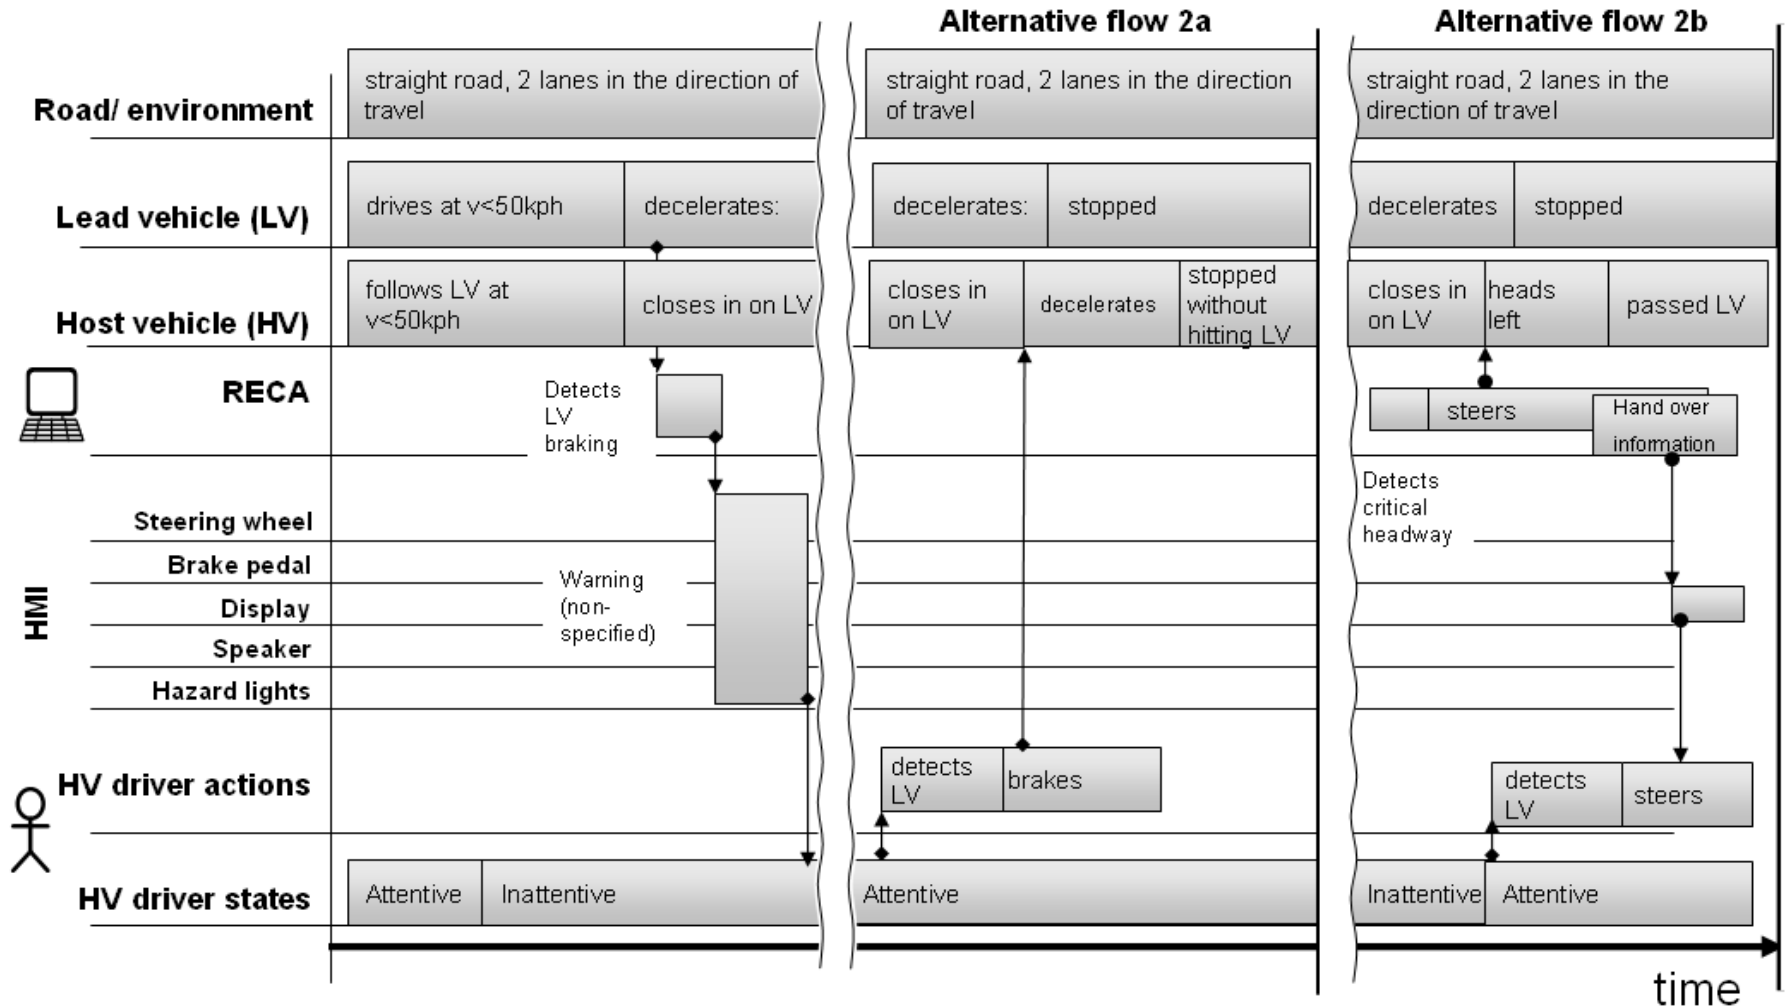 Alternative flow 2a
Alternative flow 2b
Road/ environment
straight road, 2 lanes in the direction of
travel
straight road, 2 lanes in the direction
of travel
straight road, 2 lanes in the
direction of travel
Lead vehicle (LV)
drives at v<50kph
decelerates:
decelerates:
stopped
decelerates
stopped
Host vehicle (HV)
follows LV at
v<50kph
closes in on LV
closes in
on LV
decelerates
stopped
without
hitting LV
closes in
on LV
heads
left
passed LV
RECA
Detects
LV
braking
steers
Hand over
information
Detects
critical
headway
HMI
Steering wheel
Brake pedal
Display
Speaker
Hazard lights
Warning
(non-
specified)
HV driver actions
detects
LV
brakes
detects
LV
steers
HV driver states
Attentive
Inattentive
Attentive
Inattentive
Attentive
time